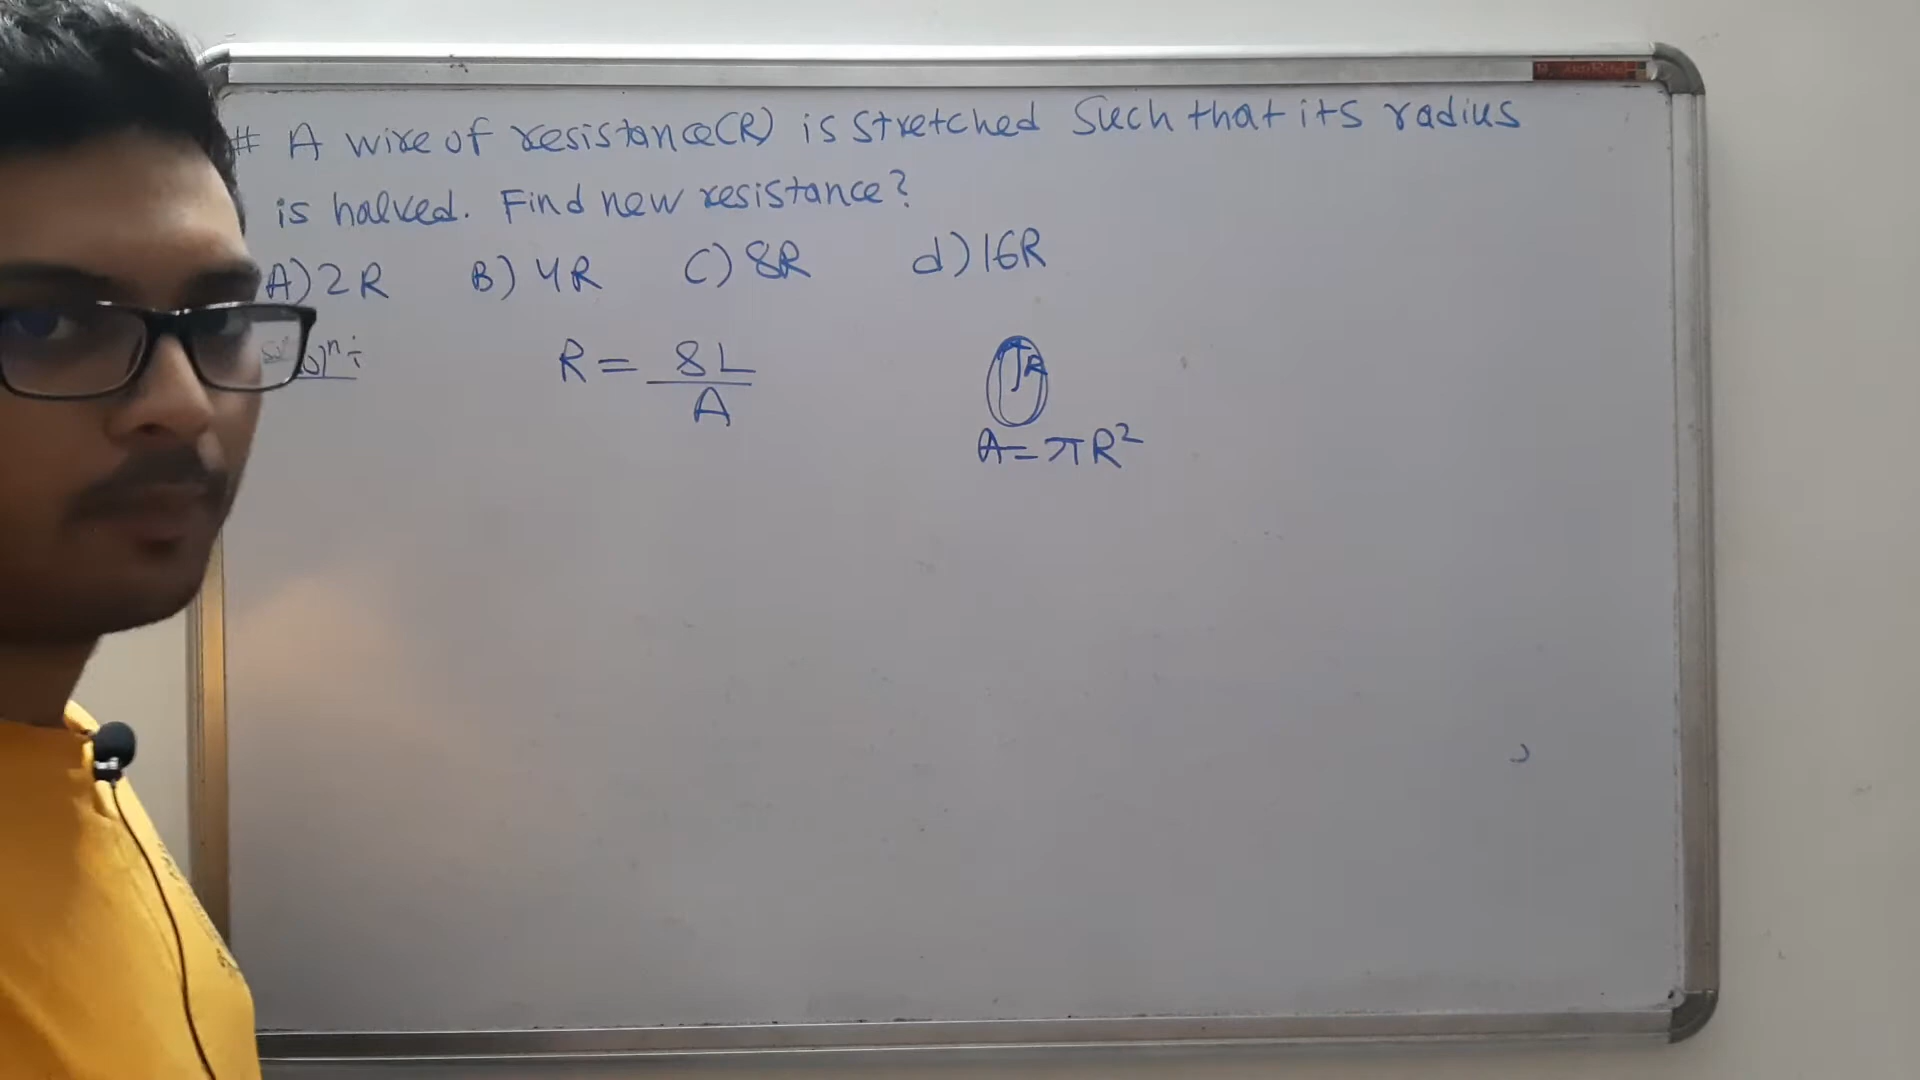 # A wire of resistance(R) is stretched such that its radius
is halved. Find new resistance?
A) 2R B) 4R C) 8R d) 16R
R = 8L
A
R
A = πR²